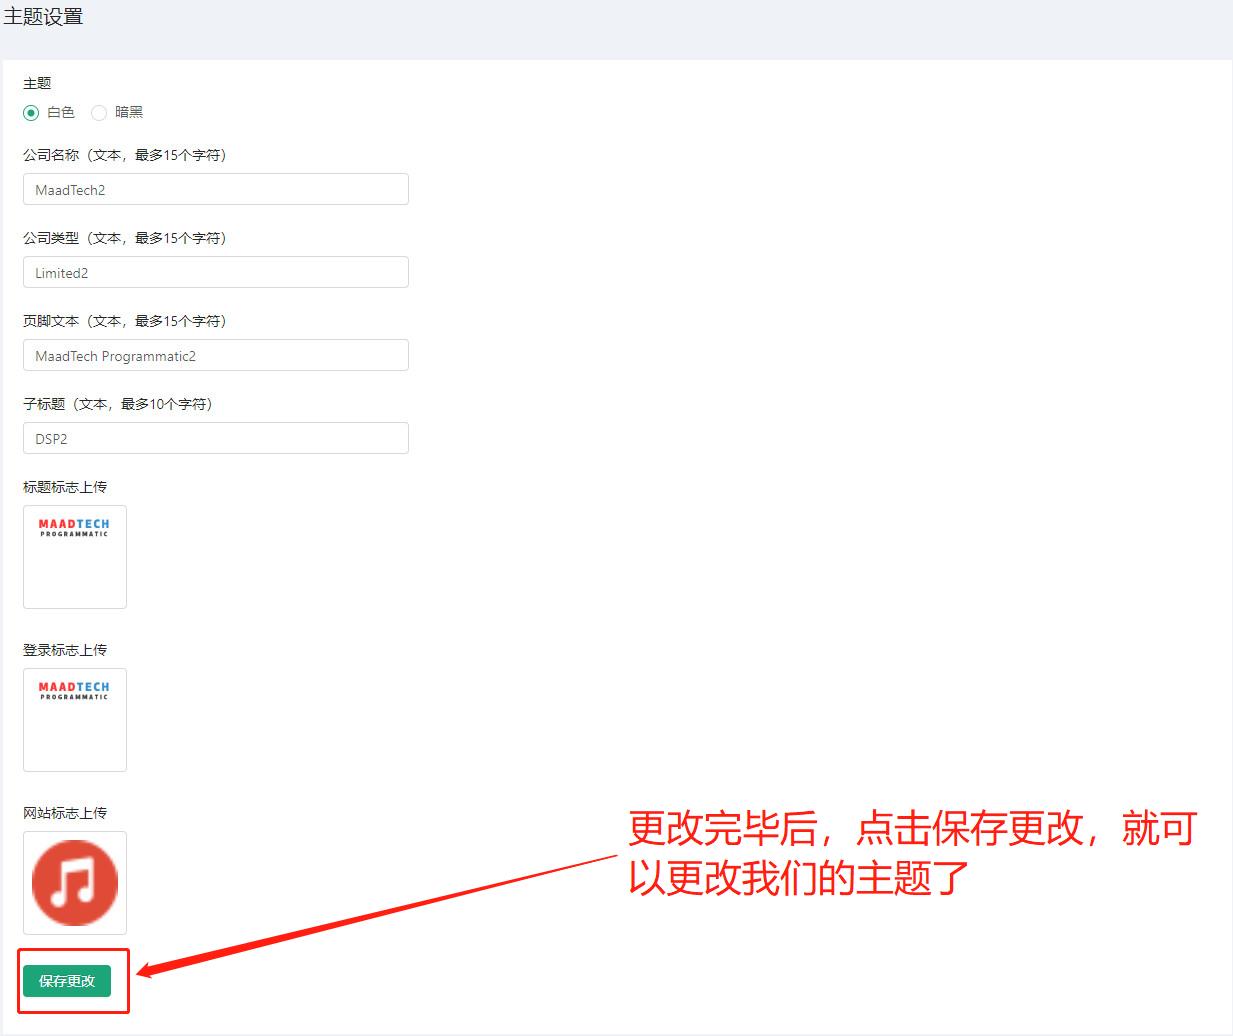 主题设置
主题
白色 暗黑
公司名称（文本，最多15个字符）
MaadTech2
公司类型（文本，最多15个字符）
Limited2
页脚文本（文本，最多15个字符）
MaadTech Programmatic2
子标题（文本，最多10个字符）
DSP2
标题标志上传
MAADTECH
PROGRAMMATIC
登录标志上传
MAADTECH
PROGRAMMATIC
网站标志上传
更改完毕后，点击保存更改，就可
以更改我们的主题了
保存更改